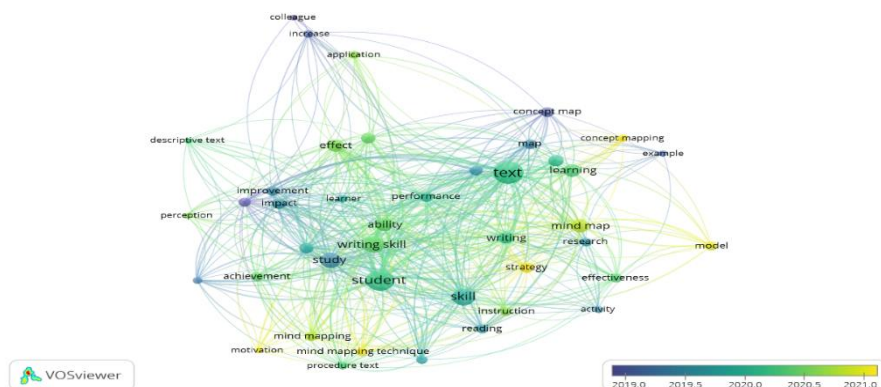 colleague
increase
application
concept map
descriptive text
effect
map
concept mapping
example
text
learning
improvement
impact
learner
performance
perception
ability
writing skill
writing
mind map
research
model
study
strategy
achievement
student
effectiveness
skill
instruction
activity
reading
mind mapping
motivation
mind mapping technique
procedure text
VOSviewer
2019.0 2019.5 2020.0 2020.5 2021.0